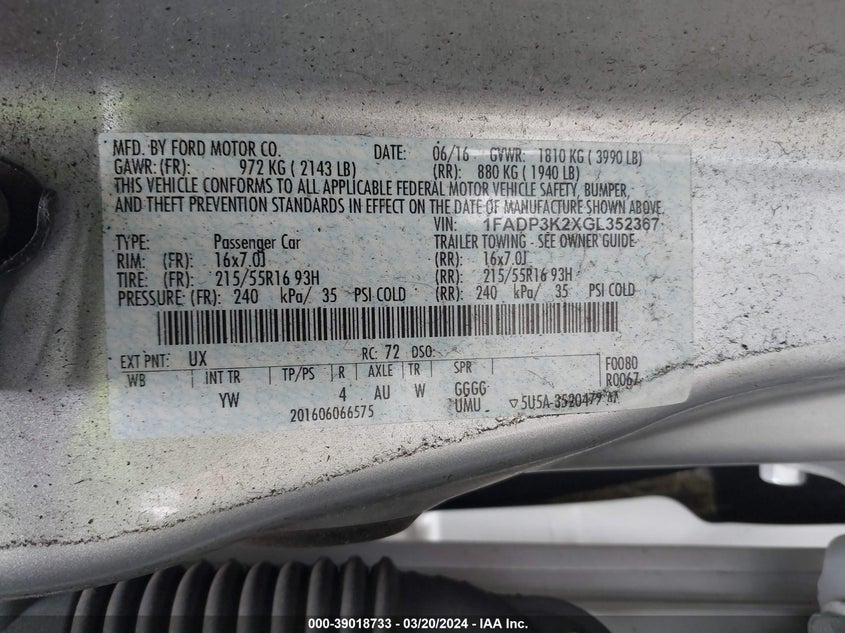 MFD. BY FORD MOTOR CO. DATE: 06/16 GVWR: 1810 KG ( 3990 LB)
GAWR: (FR): 972 KG ( 2143 LB) (RR): 880 KG ( 1940 LB)
THIS VEHICLE CONFORMS TO ALL APPLICABLE FEDERAL MOTOR VEHICLE SAFETY, BUMPER,
AND THEFT PREVENTION STANDARDS IN EFFECT ON THE DATE OF MANUFACTURE SHOWN ABOVE.
VIN: 1FADP3K2XGL352367
TYPE: Passenger Car TRAILER TOWING - SEE OWNER GUIDE
RIM: (FR): 16x7.0J (RR): 16x7.0J
TIRE: (FR): 215/55R16 93H (RR): 215/55R16 93H
PRESSURE: (FR): 240 kPa/ 35 PSI COLD (RR): 240 kPa/ 35 PSI COLD
EXT PNT: UX RC: 72 DSO: F0080
WB INT TR TP/PS R AXLE TR SPR R0067
YW 4 AU W GGGG
201606066575 UMU ▽5U5A-3520479
000-39018733 - 03/20/2024 - IAA Inc.